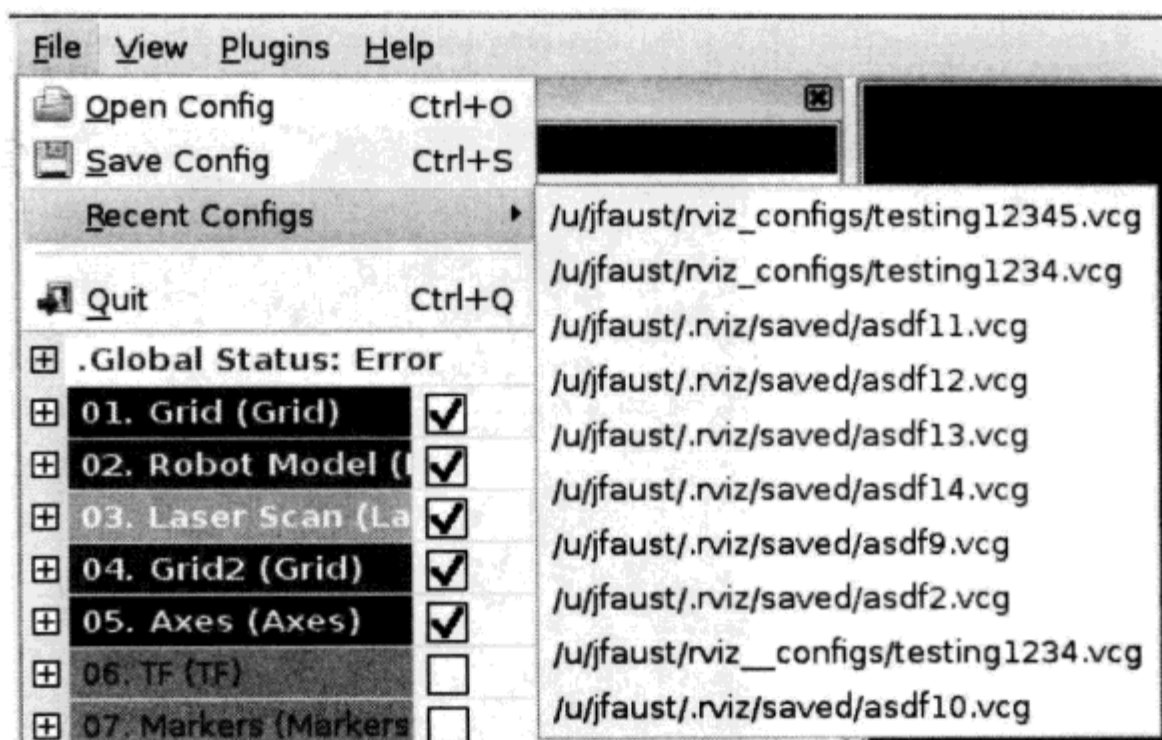 File View Plugins Help
Open Config Ctrl+O
Save Config Ctrl+S
Recent Configs
Quit Ctrl+Q
/u/jfaust/rviz_configs/testing12345.vcg
/u/jfaust/rviz_configs/testing1234.vcg
/u/jfaust/.rviz/saved/asdf11.vcg
/u/jfaust/.rviz/saved/asdf12.vcg
/u/jfaust/.rviz/saved/asdf13.vcg
/u/jfaust/.rviz/saved/asdf14.vcg
/u/jfaust/.rviz/saved/asdf9.vcg
/u/jfaust/.rviz/saved/asdf2.vcg
/u/jfaust/rviz__configs/testing1234.vcg
/u/jfaust/.rviz/saved/asdf10.vcg
.Global Status: Error
01. Grid (Grid)
02. Robot Model (
03. Laser Scan (La
04. Grid2 (Grid)
05. Axes (Axes)
06. TF (TF)
07. Markers (Markers